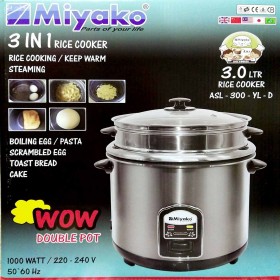 Miyako®
Parts of your life
3 IN 1 RICE COOKER
RICE COOKING / KEEP WARM
STEAMING
3.0 LTR
RICE COOKER
ASL - 300 - YL - D
BOILING EGG / PASTA
SCRAMBLED EGG
TOAST BREAD
CAKE
Miyako
WOW
DOUBLE POT
1000 WATT / 220 - 240 V
50~60 Hz